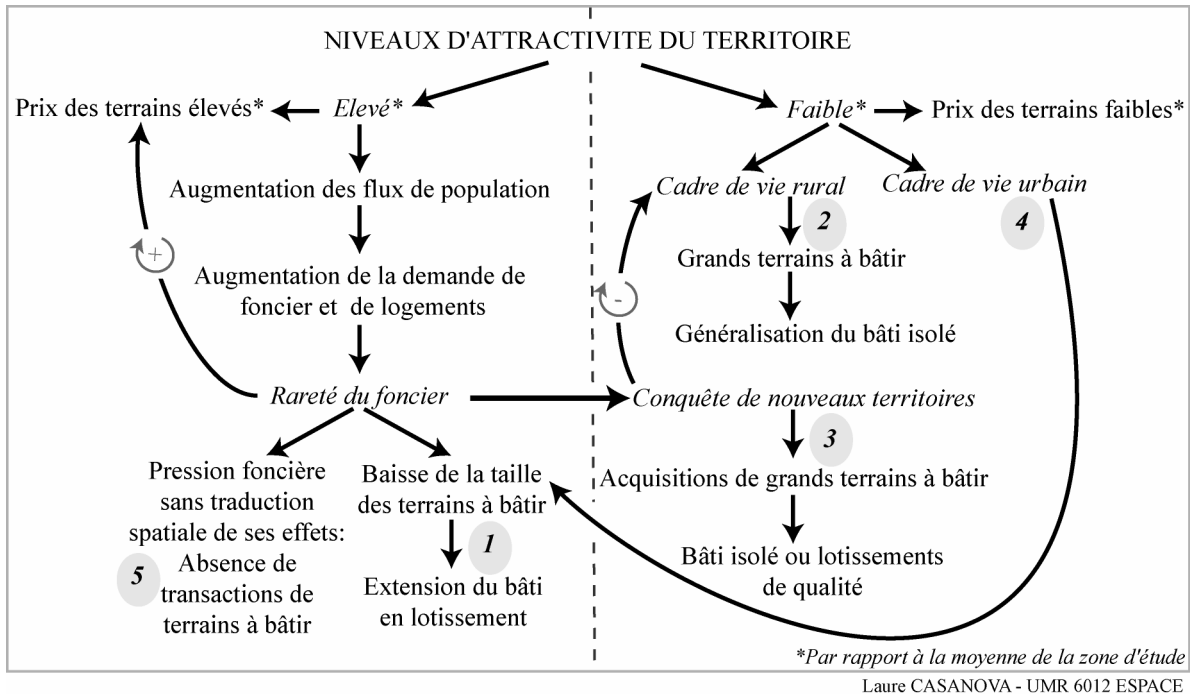 NIVEAUX D'ATTRACTIVITE DU TERRITOIRE
Prix des terrains élevés*
Elevé*
Faible*
Prix des terrains faibles*
Augmentation des flux de population
Cadre de vie rural
Cadre de vie urbain
2
4
+
Augmentation de la demande de
foncier et de logements
Grands terrains à bâtir
-
Généralisation du bâti isolé
Rareté du foncier
Conquête de nouveaux territoires
3
Pression foncière
sans traduction
spatiale de ses effets:
5
Absence de
transactions de
terrains à bâtir
Baisse de la taille
des terrains à bâtir
1
Extension du bâti
en lotissement
Acquisitions de grands terrains à bâtir
Bâti isolé ou lotissements
de qualité
*Par rapport à la moyenne de la zone d'étude
Laure CASANOVA - UMR 6012 ESPACE